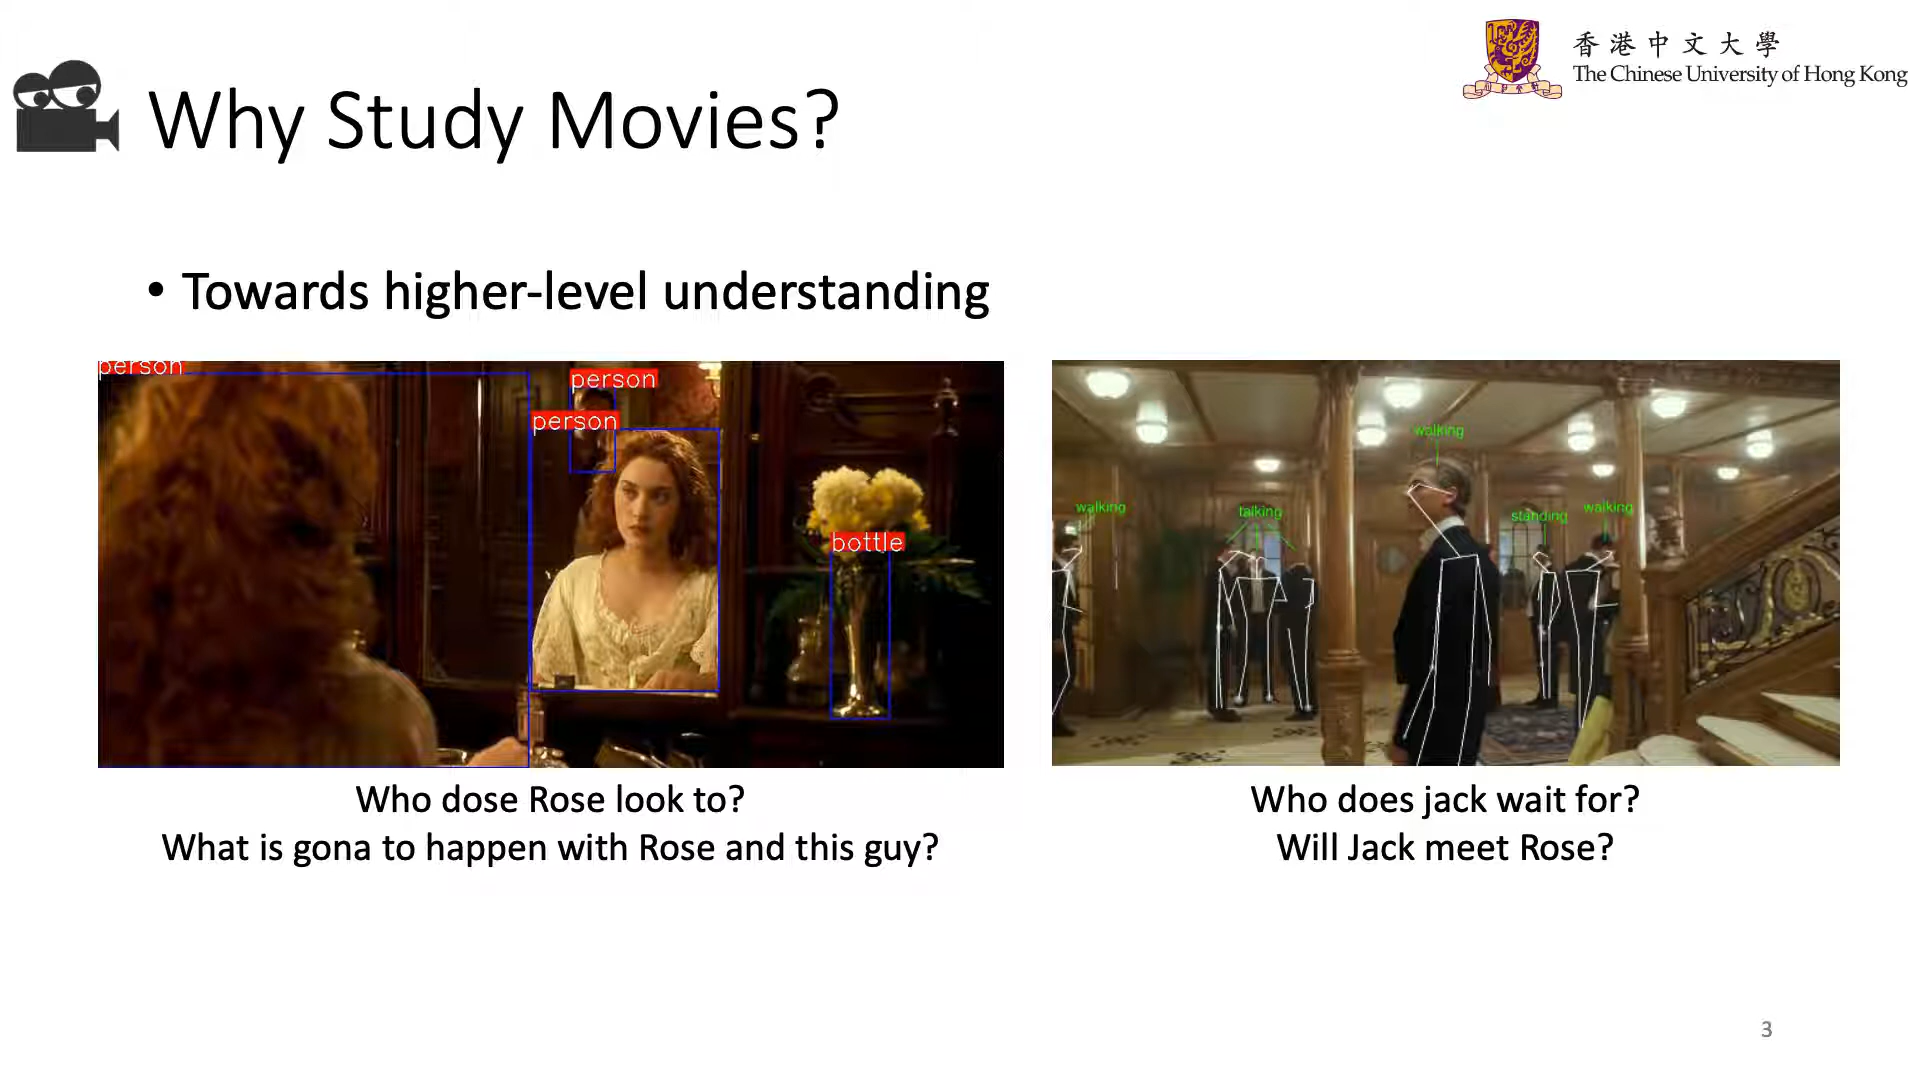 香港中文大學
The Chinese University of Hong Kong
Why Study Movies?
• Towards higher-level understanding
person
person
person
bottle
walking
walking
talking
standing
walking
Who dose Rose look to?
What is gona to happen with Rose and this guy?
Who does jack wait for?
Will Jack meet Rose?
3